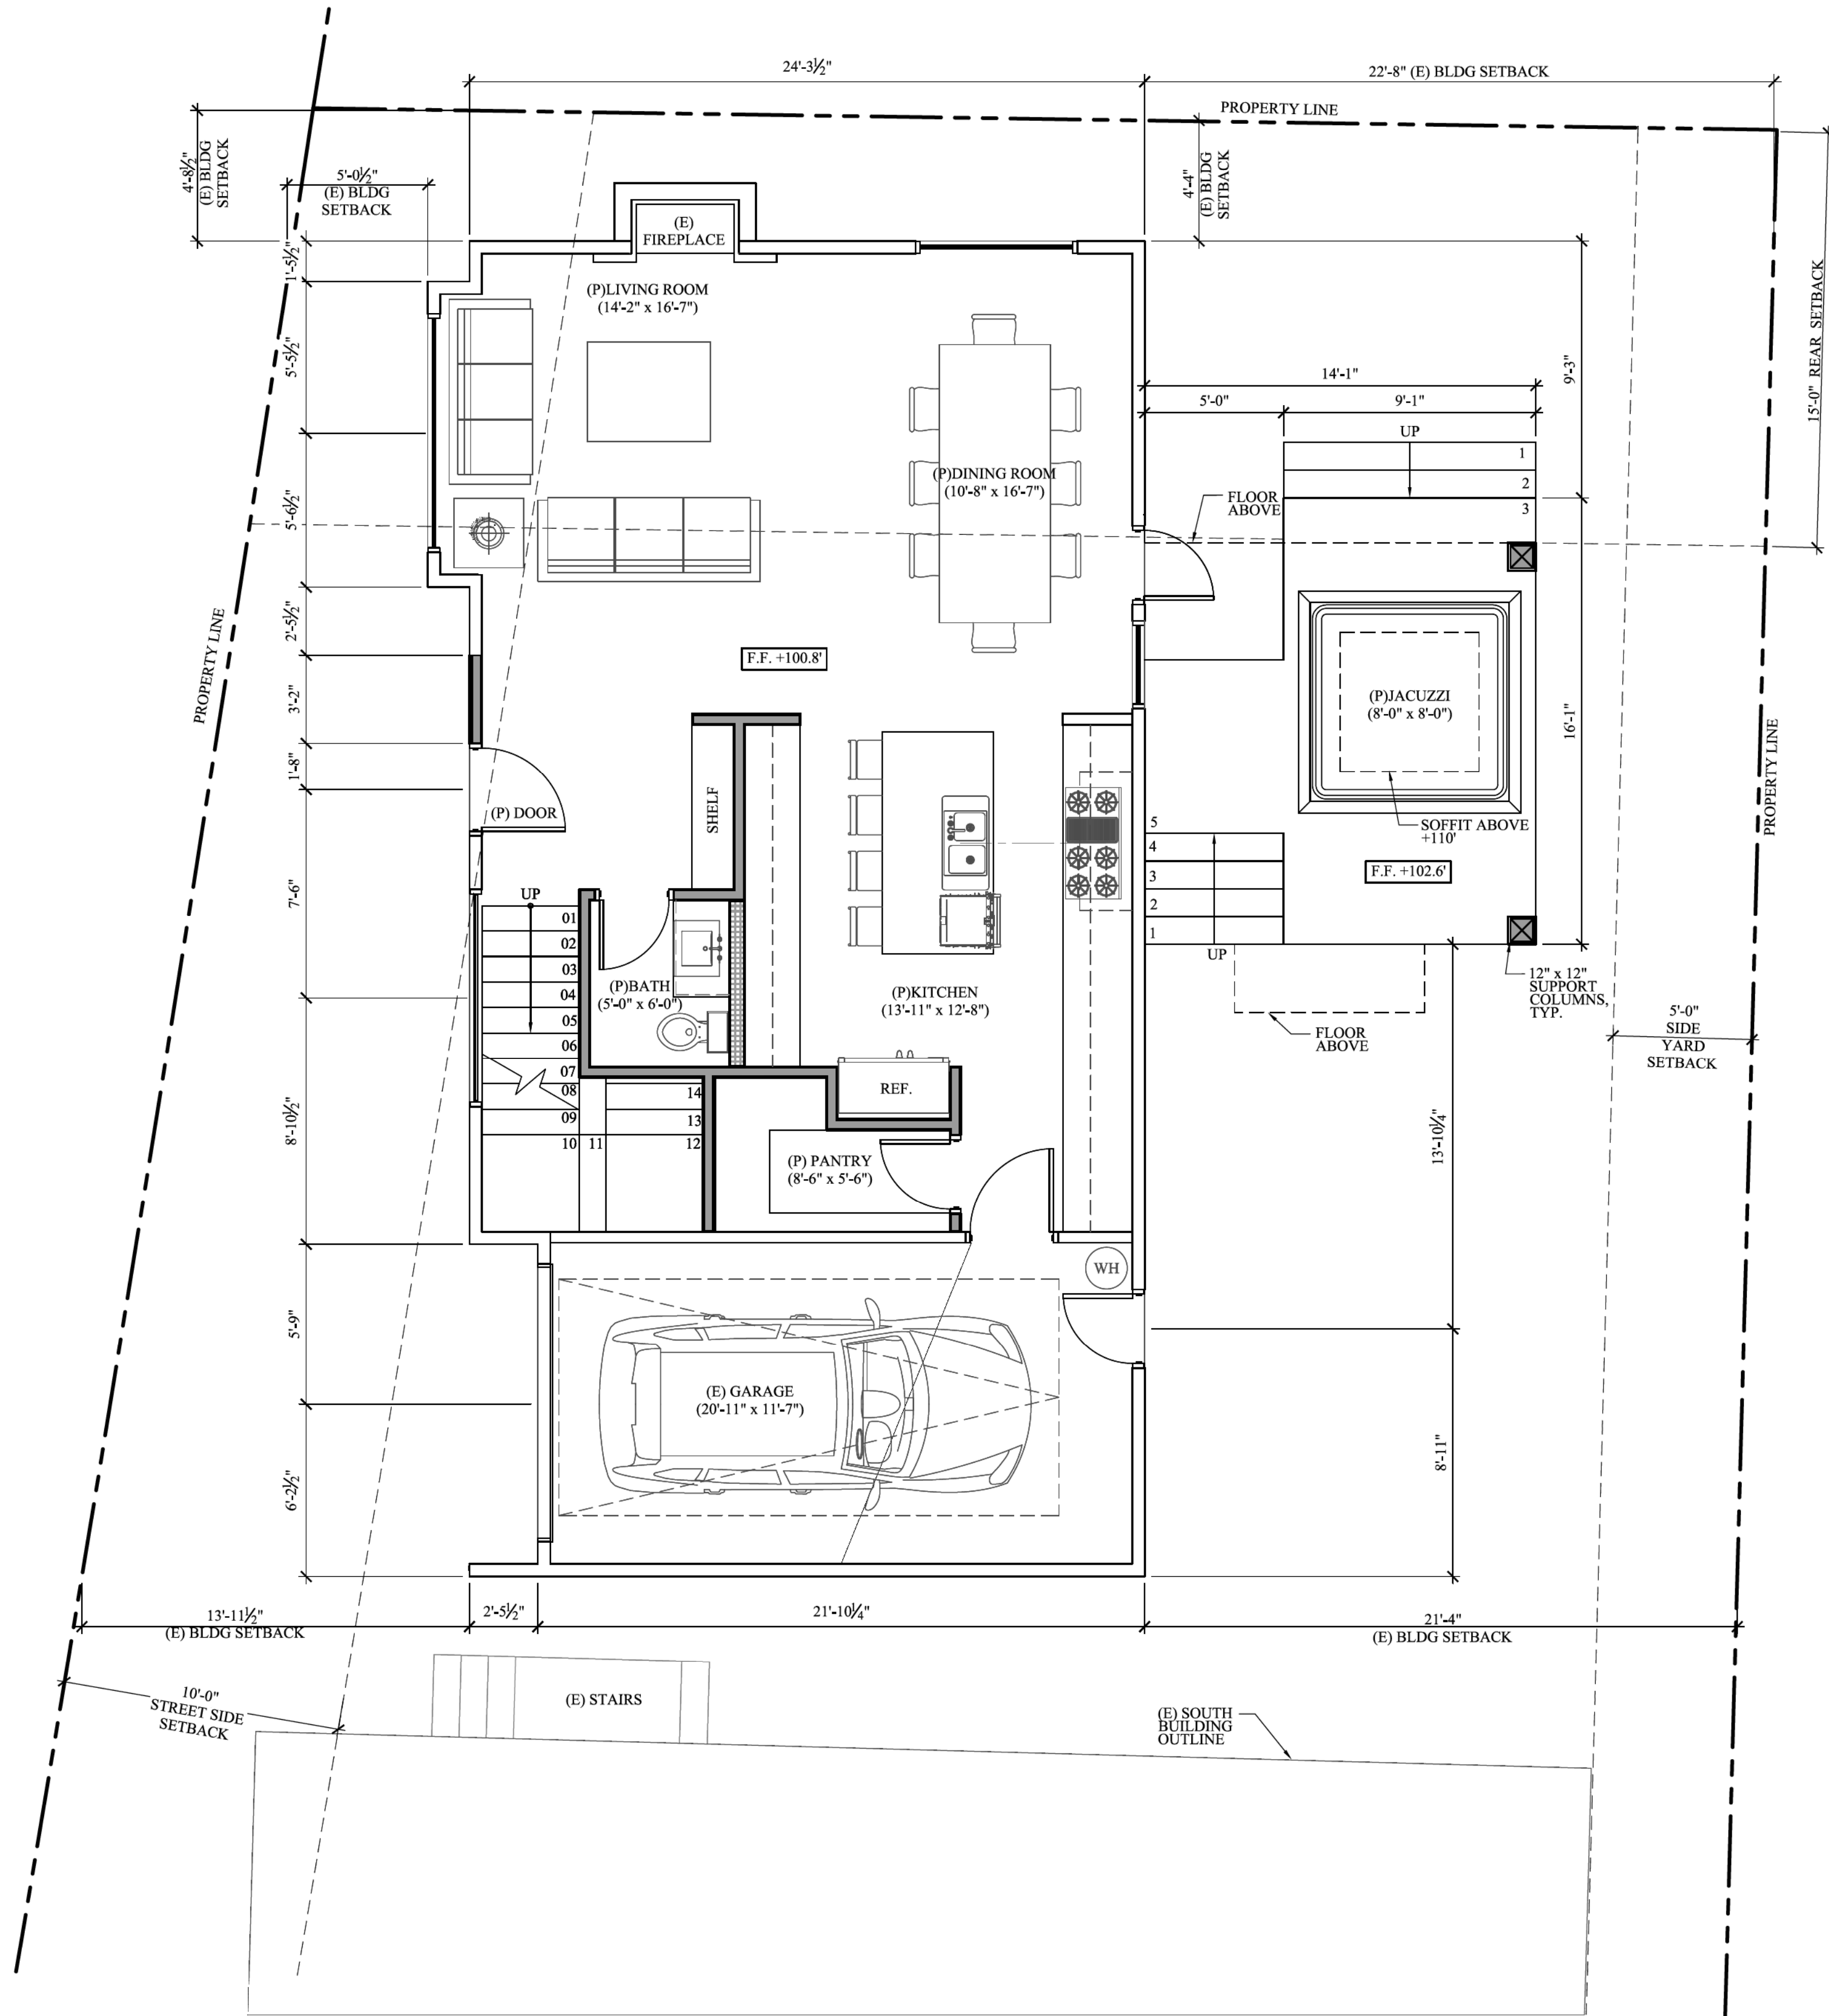 24'-3½"
22'-8" (E) BLDG SETBACK
PROPERTY LINE
4'-8½"
(E) BLDG
SETBACK
5'-0½"
(E) BLDG
SETBACK
4'-4"
(E) BLDG
SETBACK
15'-0" REAR SETBACK
(E)
FIREPLACE
1'-5½"
(P)LIVING ROOM
(14'-2" x 16'-7")
5'-5½"
9'-3"
14'-1"
5'-0"
9'-1"
UP
1
2
3
(P)DINING ROOM
(10'-8" x 16'-7")
FLOOR
ABOVE
5'-6½"
2'-5½"
PROPERTY LINE
F.F. +100.8'
3'-2"
(P)JACUZZI
(8'-0" x 8'-0")
16'-1"
PROPERTY LINE
1'-8"
(P) DOOR
SHELF
SOFFIT ABOVE
+110'
5
4
3
2
1
UP
F.F. +102.6'
7'-6"
UP
01
02
03
04
05
06
07
08
09
10
11
12
13
14
(P)BATH
(5'-0" x 6'-0")
(P)KITCHEN
(13'-11" x 12'-8")
12" x 12"
SUPPORT
COLUMNS,
TYP.
FLOOR
ABOVE
5'-0"
SIDE
YARD
SETBACK
REF.
8'-10½"
13'-10¼"
(P) PANTRY
(8'-6" x 5'-6")
WH
5'-9"
(E) GARAGE
(20'-11" x 11'-7")
8'-11"
6'-2½"
13'-11½"
(E) BLDG SETBACK
2'-5½"
21'-10¼"
21'-4"
(E) BLDG SETBACK
10'-0"
STREET SIDE
SETBACK
(E) STAIRS
(E) SOUTH
BUILDING
OUTLINE